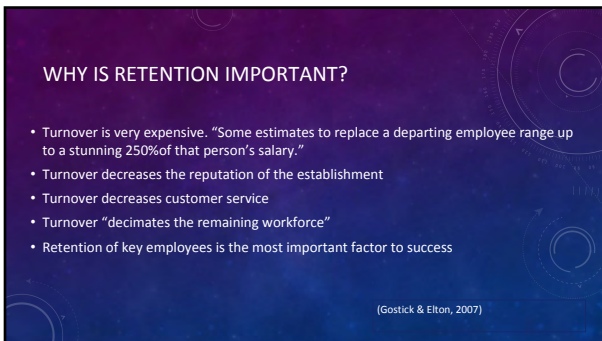 WHY IS RETENTION IMPORTANT?
• Turnover is very expensive. “Some estimates to replace a departing employee range up
to a stunning 250%of that person’s salary.”
• Turnover decreases the reputation of the establishment
• Turnover decreases customer service
• Turnover “decimates the remaining workforce”
• Retention of key employees is the most important factor to success
(Gostick & Elton, 2007)